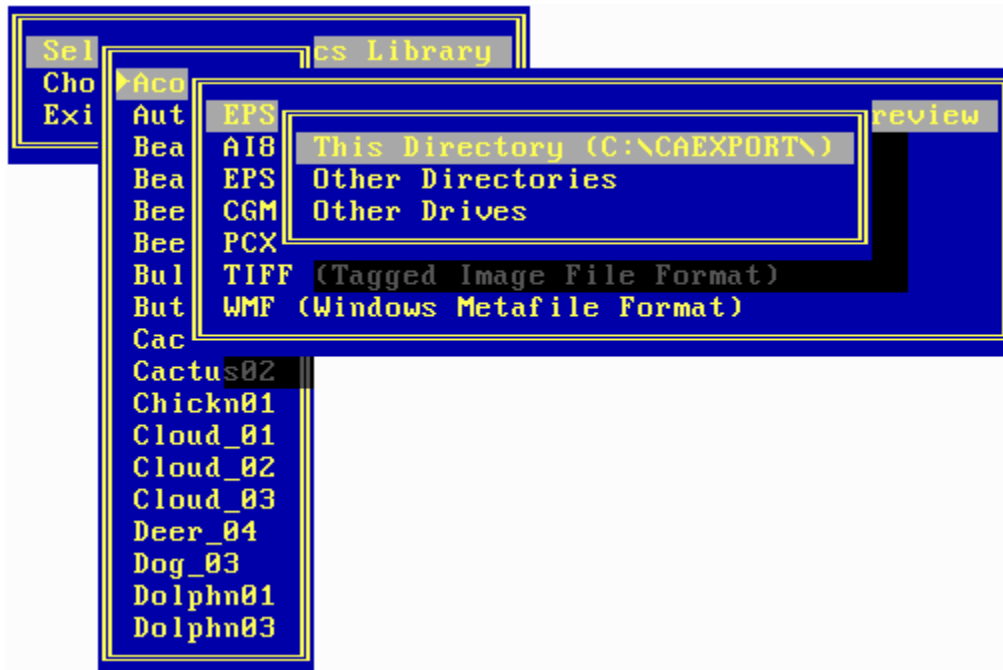 Sel cs Library
Cho
Exi
Aco
Aut
Bea
Bea
Bee
Bee
Bul
But
Cac
Cactus02
Chickn01
Cloud_01
Cloud_02
Cloud_03
Deer_04
Dog_03
Dolphn01
Dolphn03
EPS review
AI8
EPS
CGM
PCX
TIFF (Tagged Image File Format)
WMF (Windows Metafile Format)
This Directory (C:\CAEXPORT\)
Other Directories
Other Drives